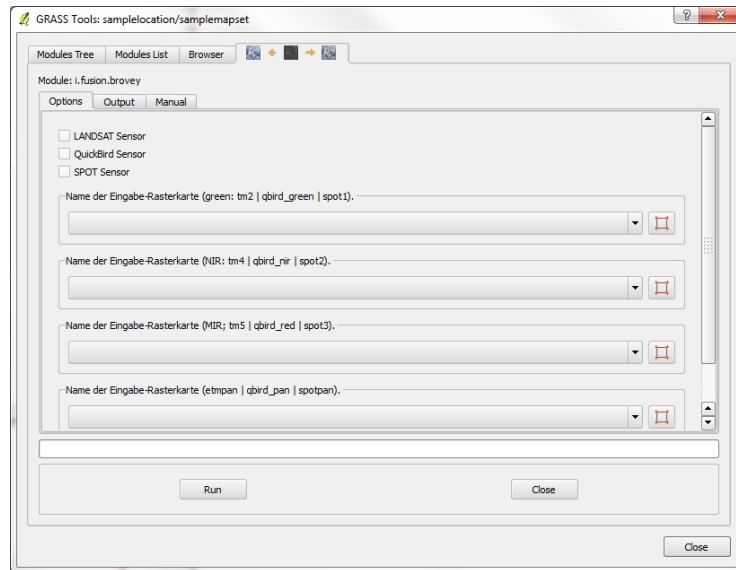 GRASS Tools: samplelocation/samplemapset
Modules Tree Modules List Browser
Module: i.fusion.brovey
Options Output Manual
LANDSAT Sensor
QuickBird Sensor
SPOT Sensor
Name der Eingabe-Rasterkarte (green: tm2 | qbird_green | spot1).
Name der Eingabe-Rasterkarte (NIR: tm4 | qbird_nir | spot2).
Name der Eingabe-Rasterkarte (MIR; tm5 | qbird_red | spot3).
Name der Eingabe-Rasterkarte (etmpan | qbird_pan | spotpan).
Run Close
Close